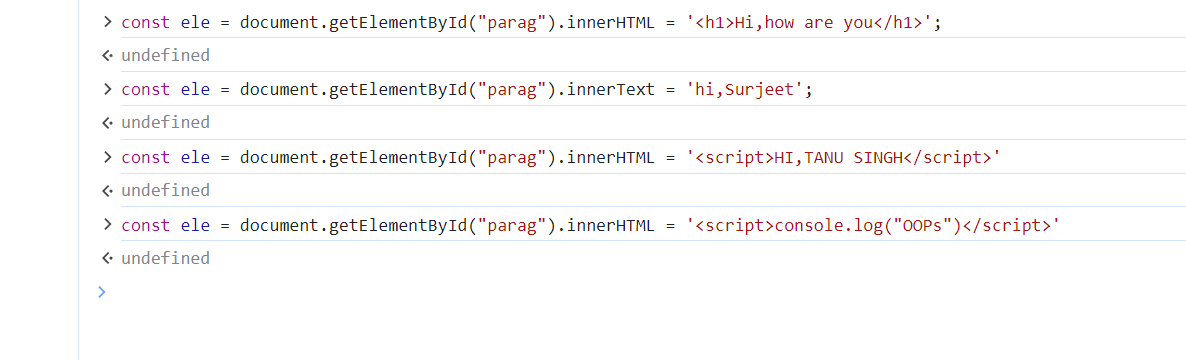 const ele = document.getElementById("parag").innerHTML = '<h1>Hi,how are you</h1>';
undefined
const ele = document.getElementById("parag").innerText = 'hi,Surjeet';
undefined
const ele = document.getElementById("parag").innerHTML = '<script>HI,TANU SINGH</script>'
undefined
const ele = document.getElementById("parag").innerHTML = '<script>console.log("OOPs")</script>'
undefined